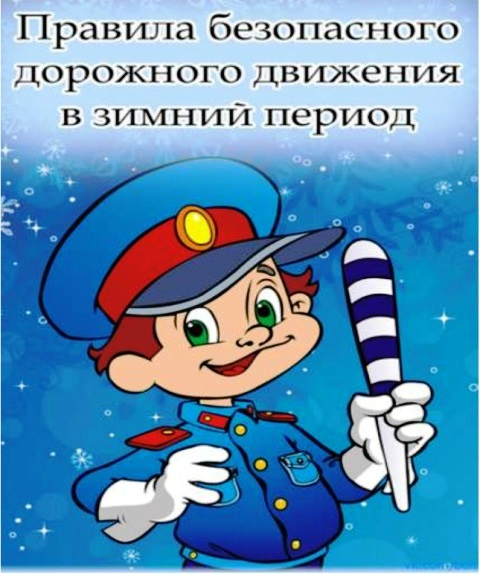 Правила безопасного
дорожного движения
в зимний период